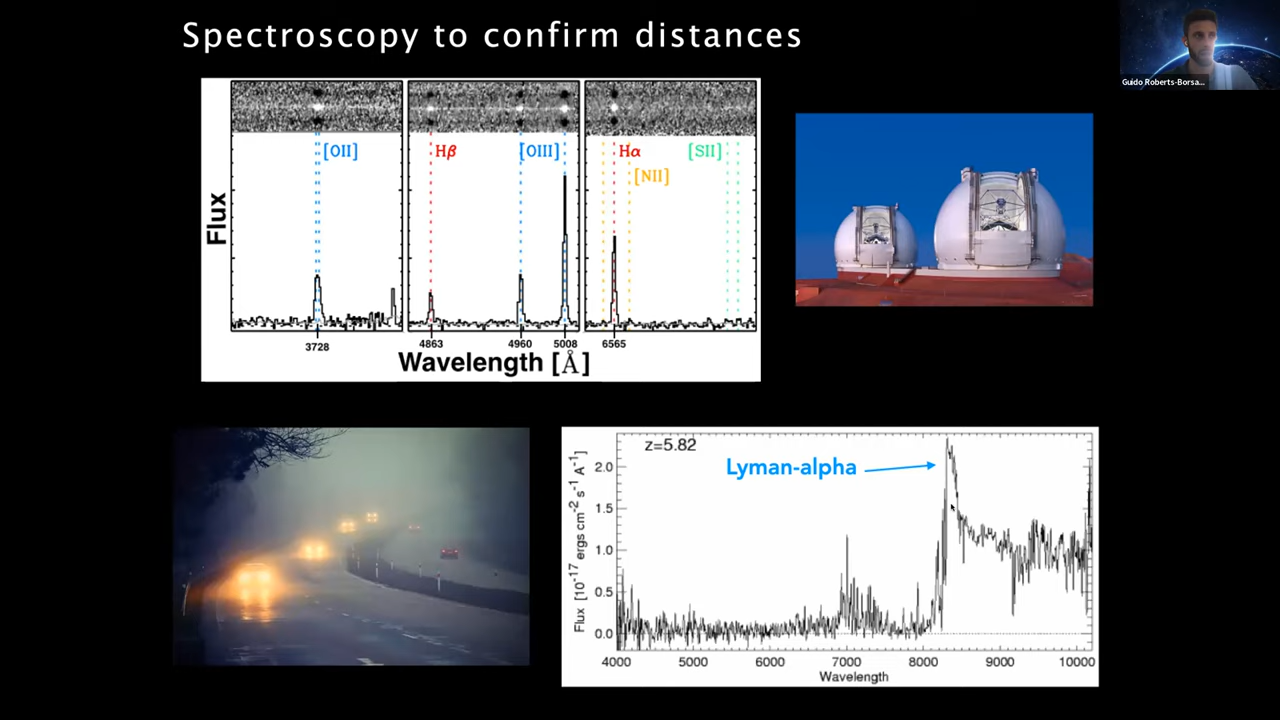 Spectroscopy to confirm distances
Guido Roberts-Borsa...
[OII]
Hβ
[OIII]
Hα
[SII]
[NII]
Flux
3728
4863
4960
5008
6565
Wavelength [Å]
z=5.82
Lyman-alpha
2.0
1.5
1.0
0.5
0.0
Flux [10⁻¹⁷ ergs cm⁻² s⁻¹ A⁻¹]
4000 5000 6000 7000 8000 9000 10000
Wavelength